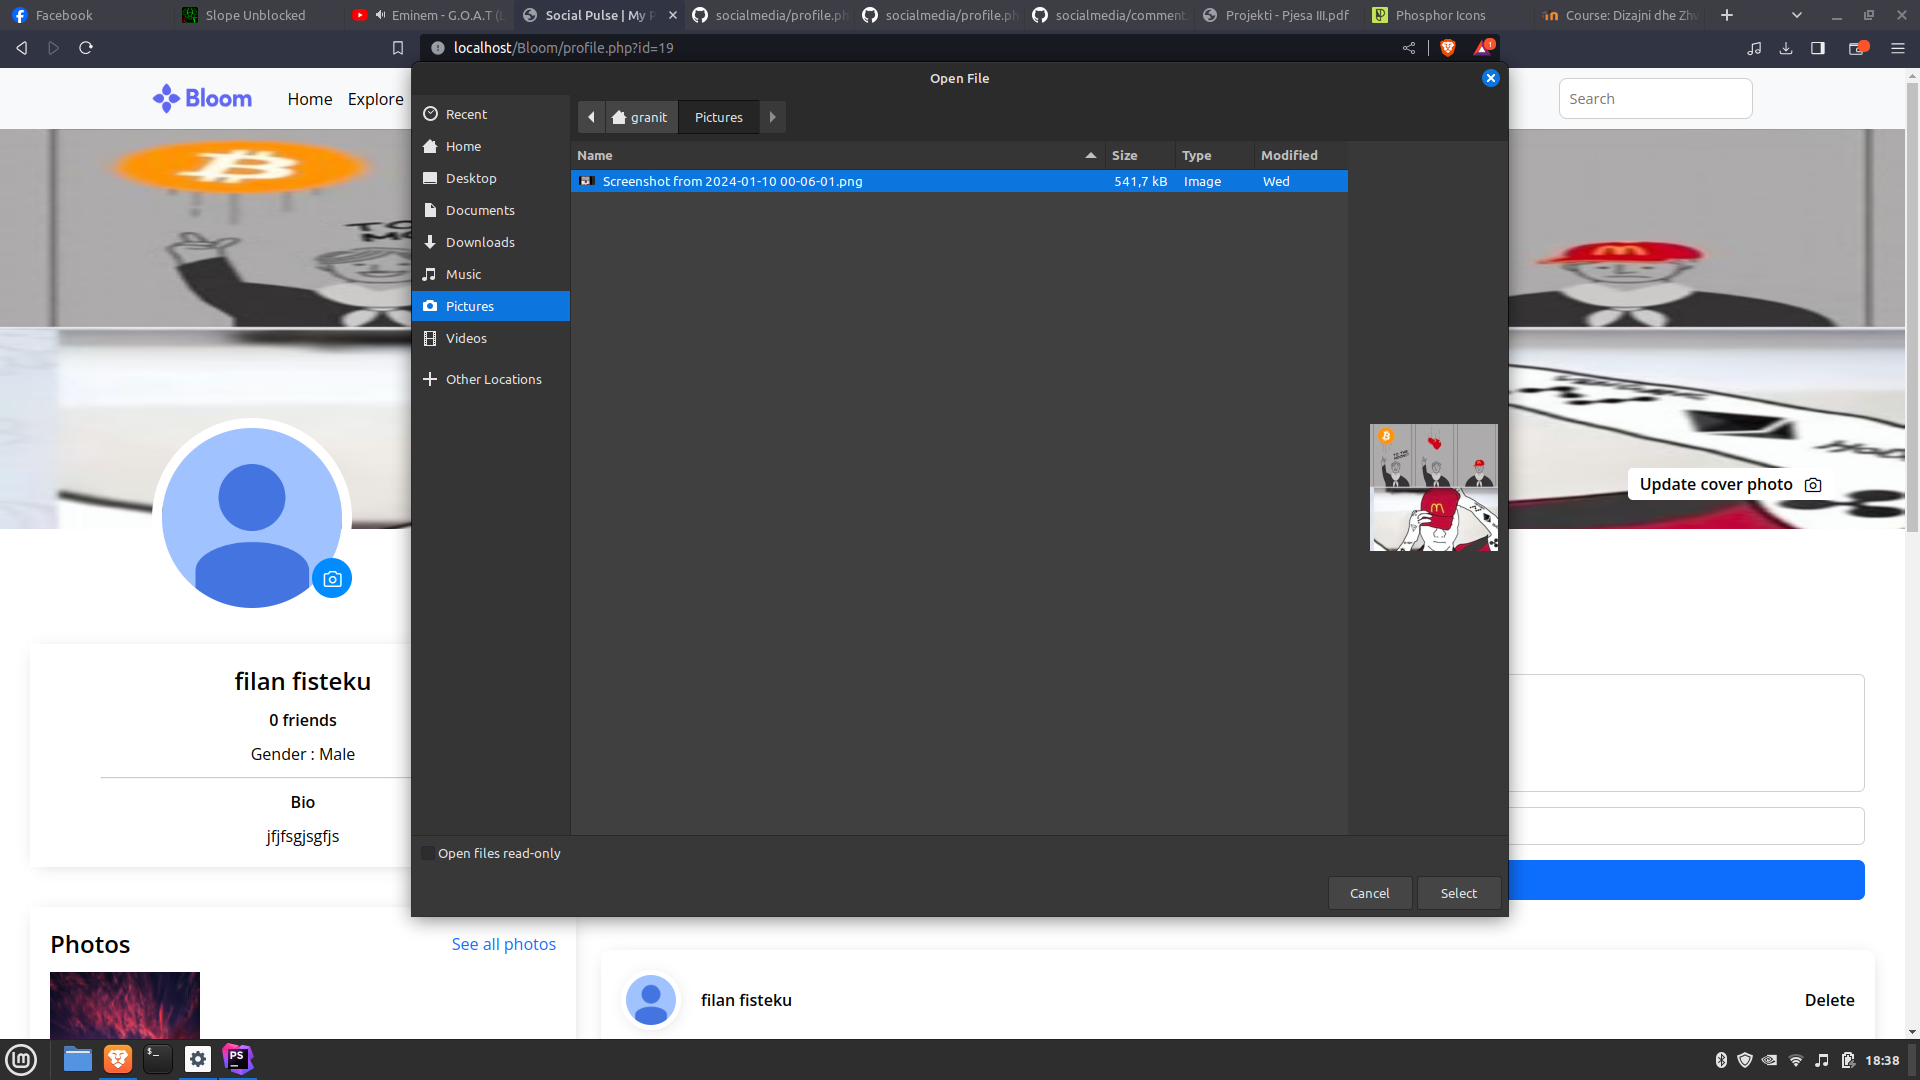 Facebook
Slope Unblocked
Eminem - G.O.A.T (L
Social Pulse | My P
socialmedia/profile.ph
socialmedia/profile.ph
socialmedia/comment.
Projekti - Pjesa III.pdf
Phosphor Icons
Course: Dizajni dhe Zhv
localhost/Bloom/profile.php?id=19
1
Open File
Bloom
Home
Explore
Search
Recent
Home
Desktop
Documents
Downloads
Music
Pictures
Videos
Other Locations
granit
Pictures
Name
Size
Type
Modified
Screenshot from 2024-01-10 00-06-01.png
541,7 kB
Image
Wed
Open files read-only
Cancel
Select
Update cover photo
filan fisteku
0 friends
Gender : Male
Bio
jfjfsgjsgfjs
Photos
See all photos
filan fisteku
Delete
PS
18:38